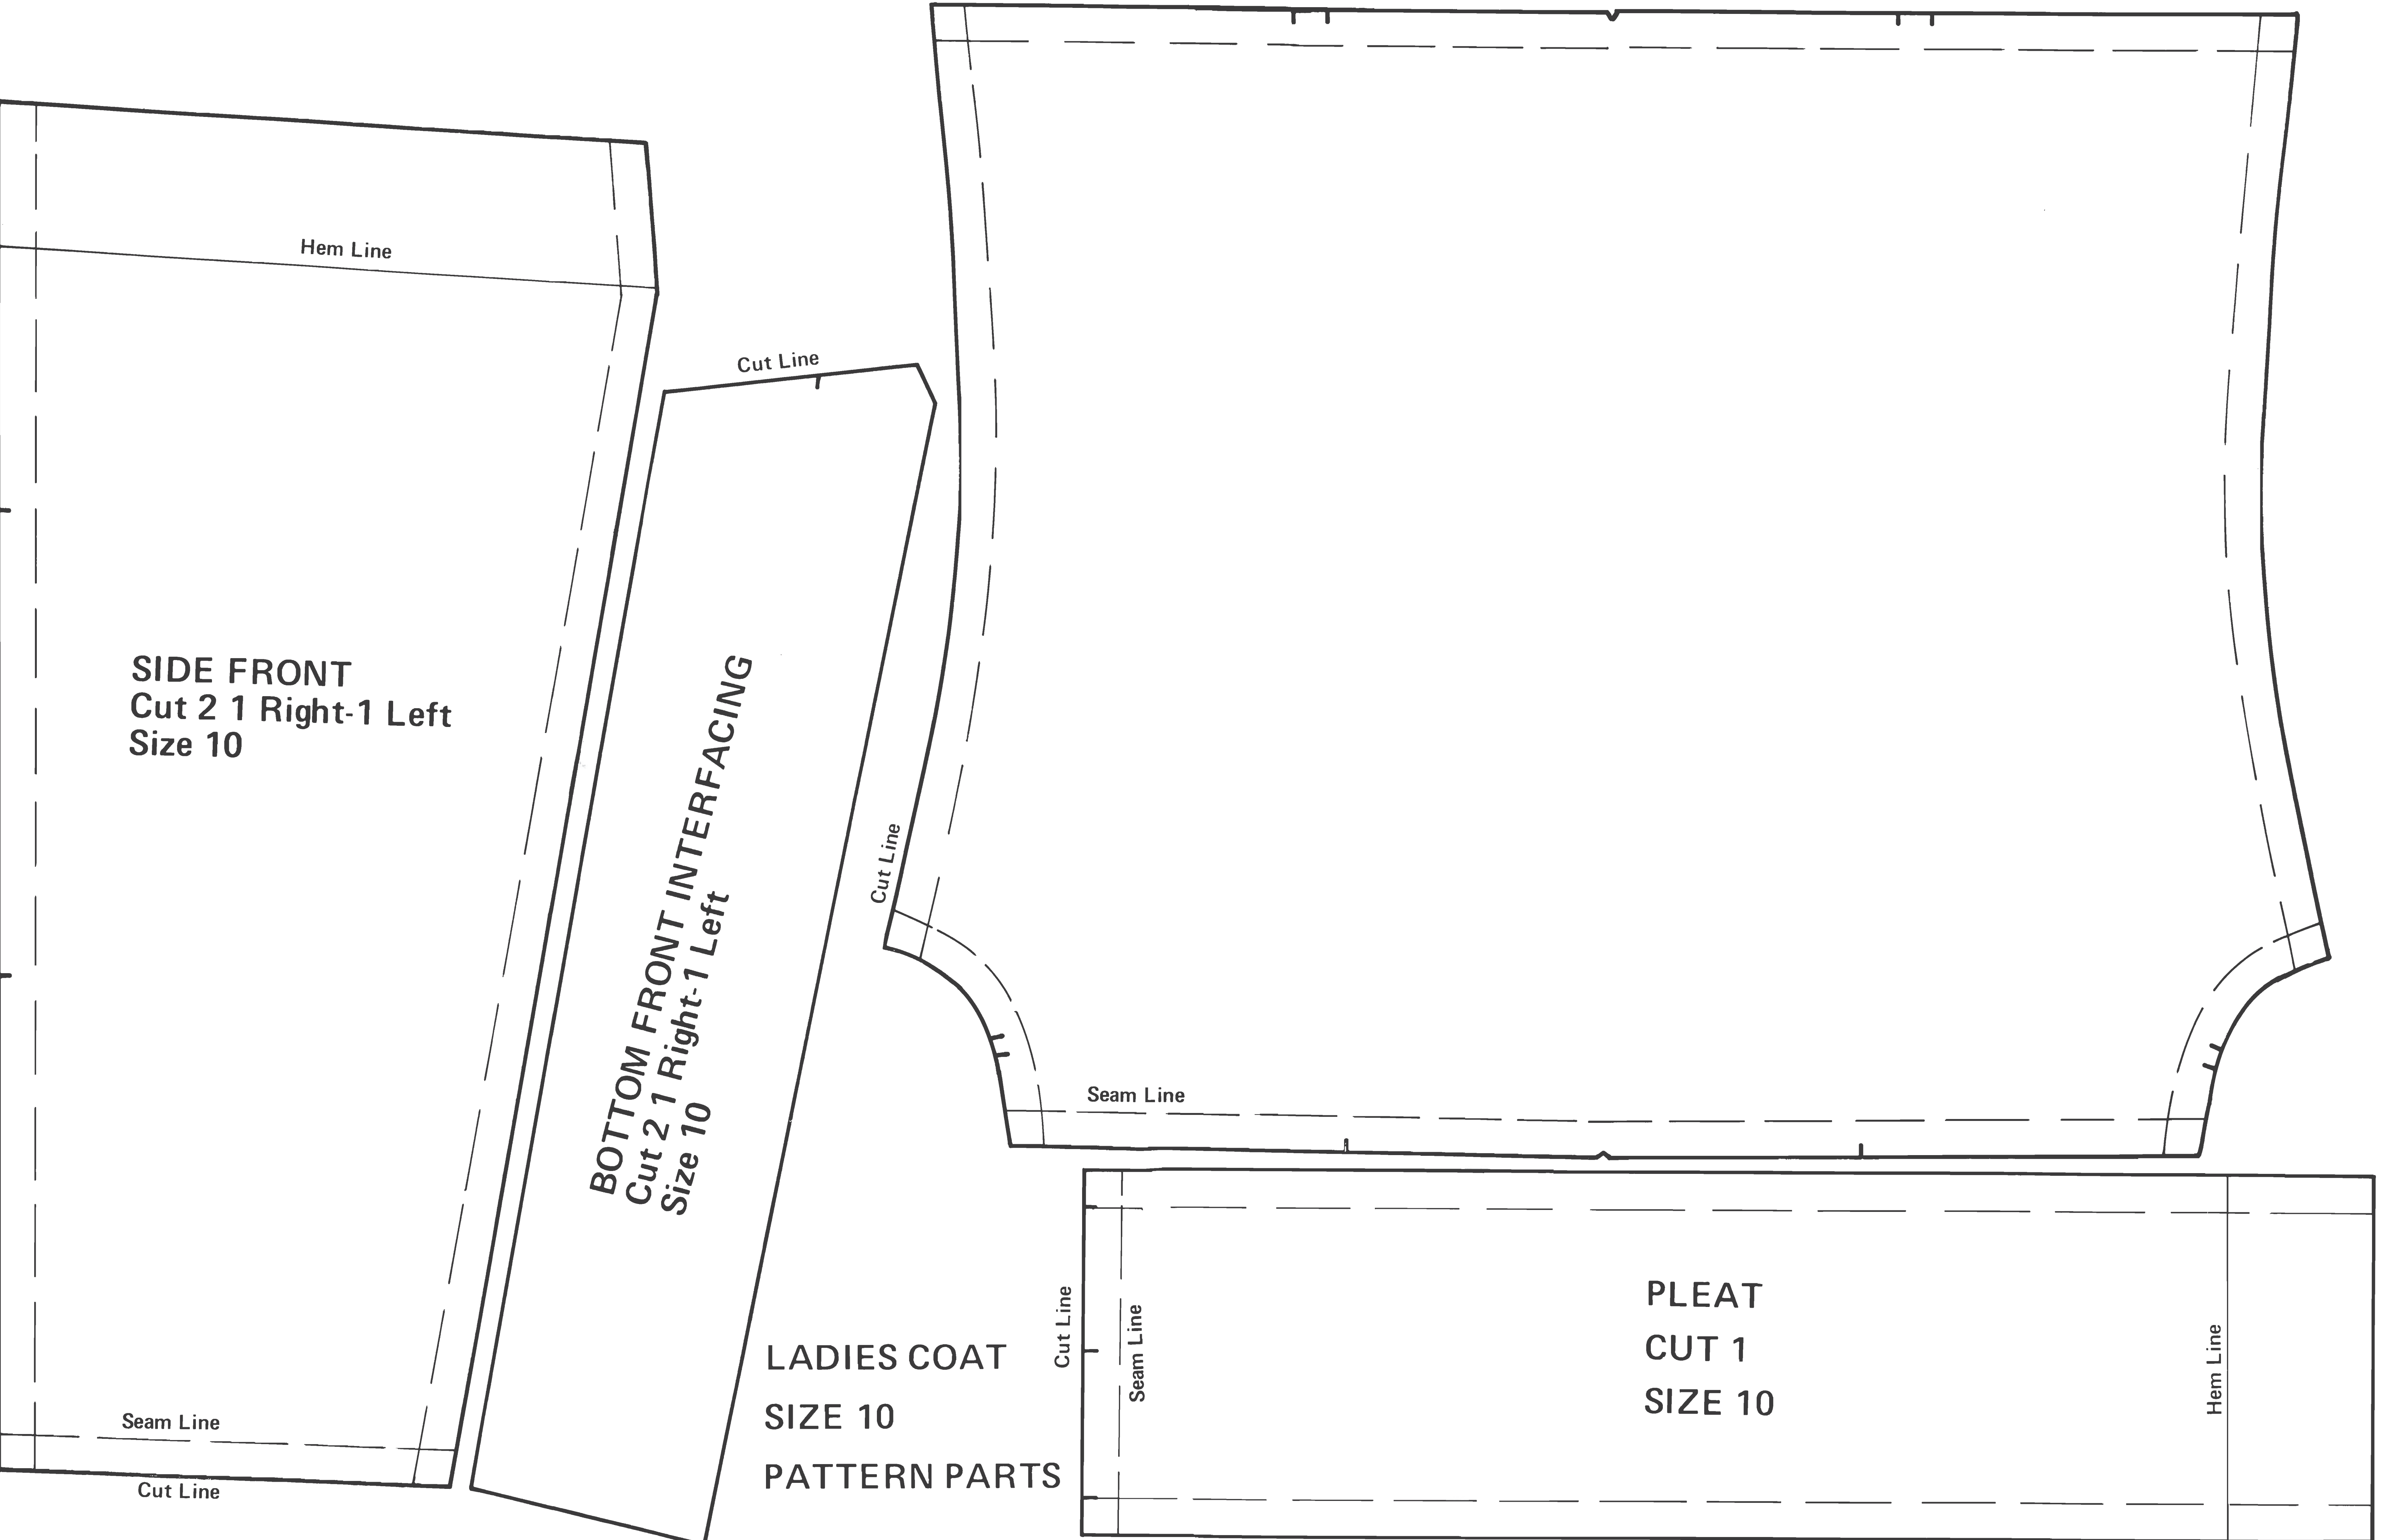 Hem Line
SIDE FRONT
Cut 2 1 Right-1 Left
Size 10
Seam Line
Cut Line
Cut Line
BOTTOM FRONT INTERFACING
Cut 2 1 Right-1 Left
Size 10
Cut Line
Seam Line
LADIES COAT
SIZE 10
PATTERN PARTS
Cut Line
Seam Line
PLEAT
CUT 1
SIZE 10
Hem Line